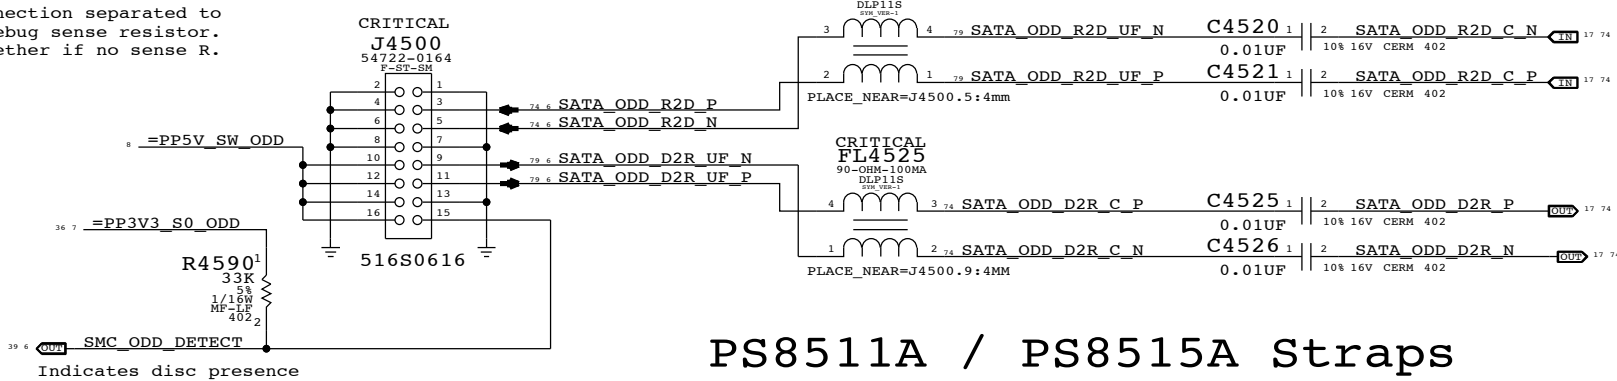 nection separated to
ebug sense resistor.
ether if no sense R.
CRITICAL
J4500
54722-0164
F-ST-SM
2 1
4 3
6 5
8 7
10 9
12 11
14 13
16 15
516S0616
74 6 SATA_ODD_R2D_P
74 6 SATA_ODD_R2D_N
79 6 SATA_ODD_D2R_UF_N
79 6 SATA_ODD_D2R_UF_P
8 =PP5V_SW_ODD
36 7 =PP3V3_S0_ODD
R4590 1
33K
5%
1/16W
MF-LF
402 2
39 6 OUT SMC_ODD_DETECT
Indicates disc presence
DLP11S
SYM_VER-1
3 4 79 SATA_ODD_R2D_UF_N C4520 1 2 SATA_ODD_R2D_C_N IN 17 74
0.01UF 10% 16V CERM 402
2 1 79 SATA_ODD_R2D_UF_P C4521 1 2 SATA_ODD_R2D_C_P IN 17 74
PLACE_NEAR=J4500.5:4mm 0.01UF 10% 16V CERM 402
CRITICAL
FL4525
90-OHM-100MA
DLP11S
SYM_VER-1
4 3 74 SATA_ODD_D2R_C_P C4525 1 2 SATA_ODD_D2R_P OUT 17 74
0.01UF 10% 16V CERM 402
1 2 74 SATA_ODD_D2R_C_N C4526 1 2 SATA_ODD_D2R_N OUT 17 74
PLACE_NEAR=J4500.9:4MM 0.01UF 10% 16V CERM 402
PS8511A / PS8515A Straps